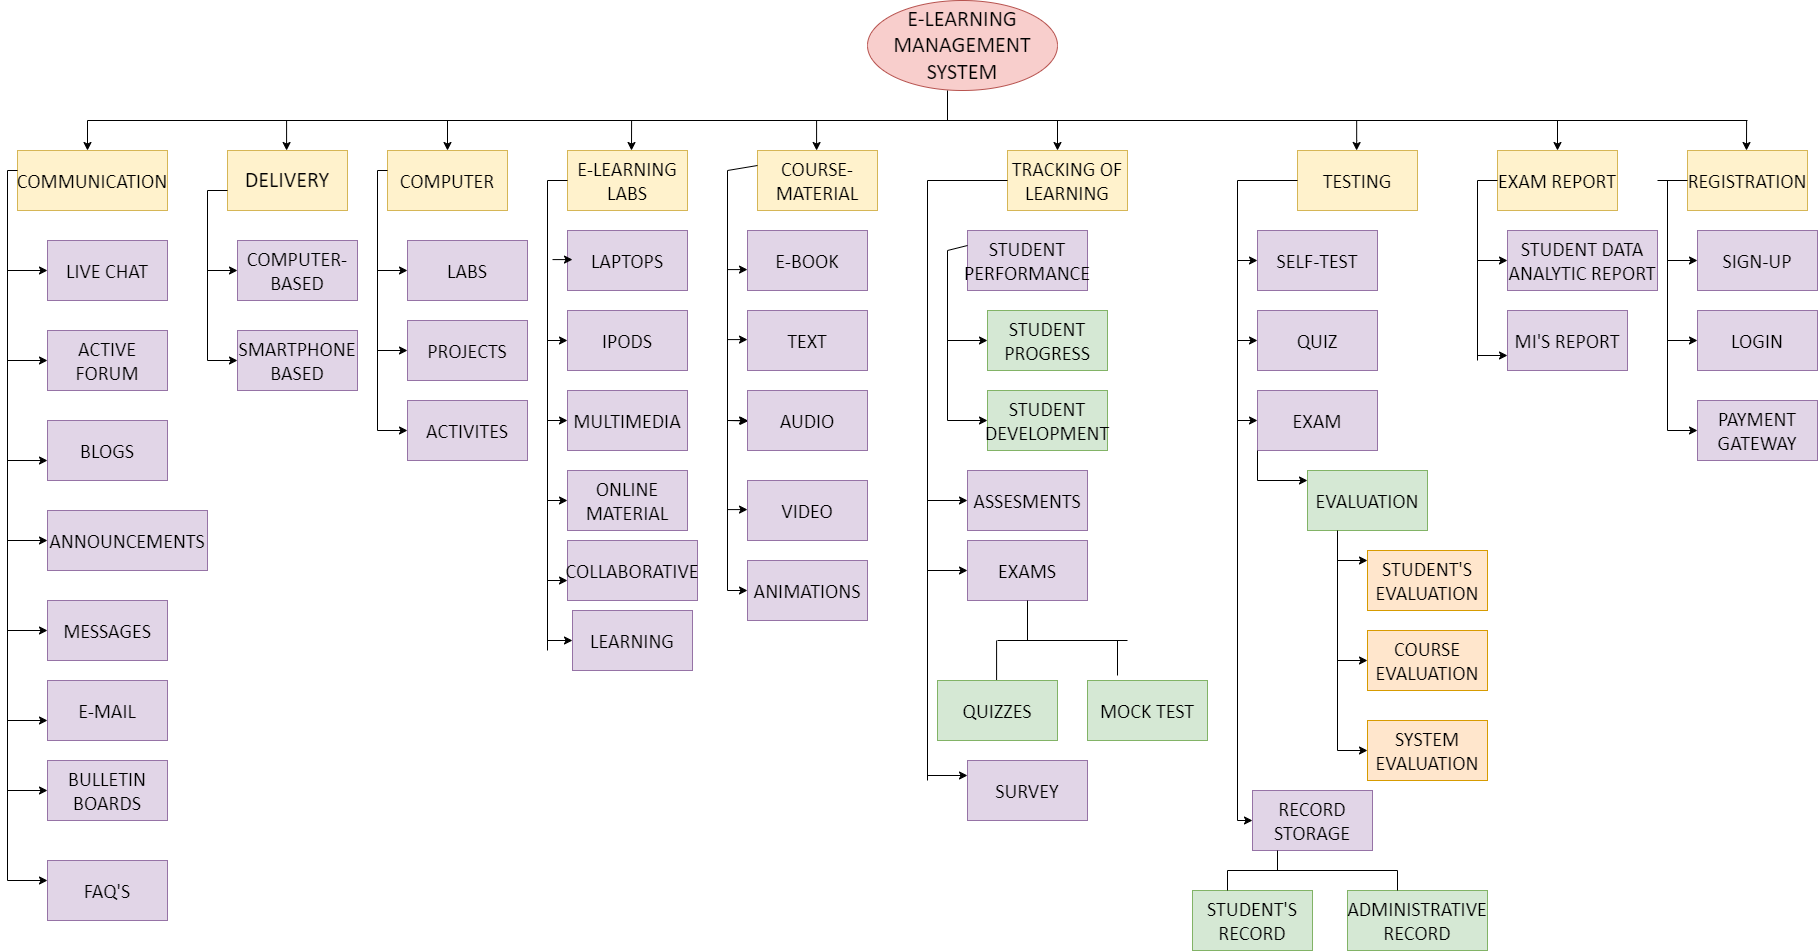 E-LEARNING
MANAGEMENT
SYSTEM
COMMUNICATION
LIVE CHAT
ACTIVE
FORUM
BLOGS
ANNOUNCEMENTS
MESSAGES
E-MAIL
BULLETIN
BOARDS
FAQ'S
DELIVERY
COMPUTER-
BASED
SMARTPHONE
BASED
COMPUTER
LABS
PROJECTS
ACTIVITES
E-LEARNING
LABS
LAPTOPS
IPODS
MULTIMEDIA
ONLINE
MATERIAL
COLLABORATIVE
LEARNING
COURSE-
MATERIAL
E-BOOK
TEXT
AUDIO
VIDEO
ANIMATIONS
TRACKING OF
LEARNING
STUDENT
PERFORMANCE
STUDENT
PROGRESS
STUDENT
DEVELOPMENT
ASSESMENTS
EXAMS
QUIZZES
MOCK TEST
SURVEY
TESTING
SELF-TEST
QUIZ
EXAM
EVALUATION
STUDENT'S
EVALUATION
COURSE
EVALUATION
SYSTEM
EVALUATION
RECORD
STORAGE
STUDENT'S
RECORD
ADMINISTRATIVE
RECORD
EXAM REPORT
STUDENT DATA
ANALYTIC REPORT
MI'S REPORT
REGISTRATION
SIGN-UP
LOGIN
PAYMENT
GATEWAY